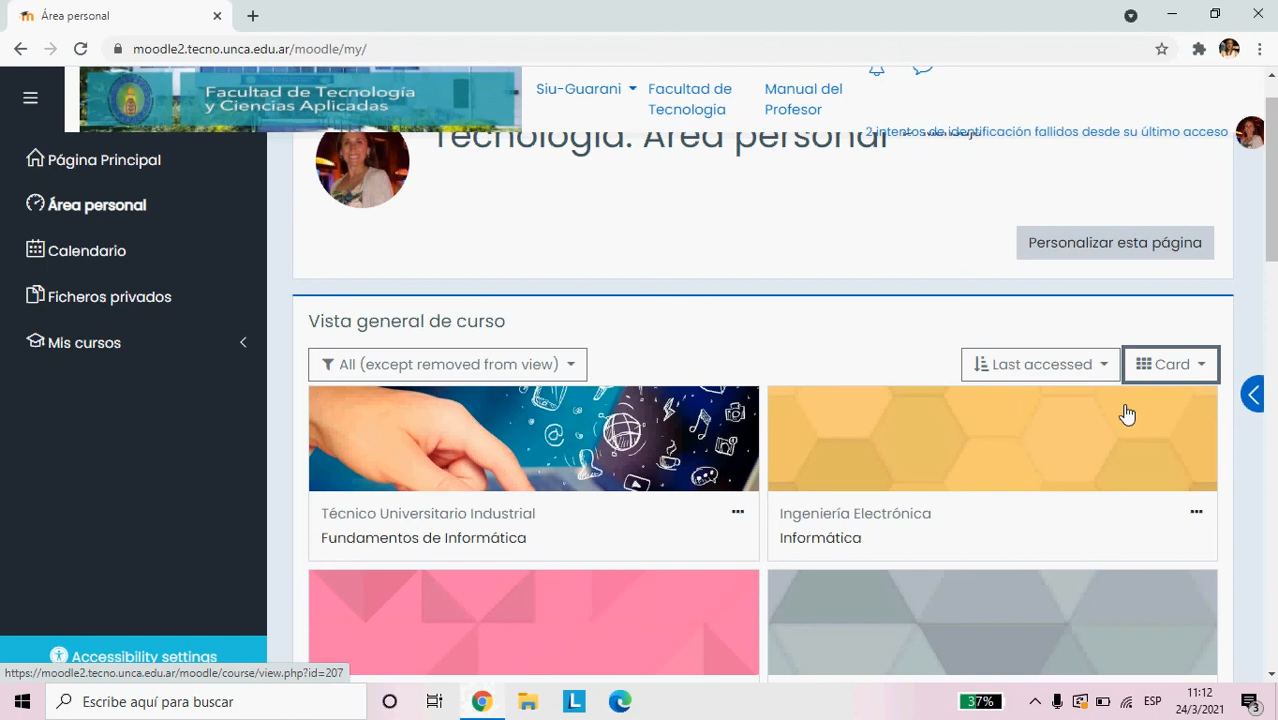 Área personal
moodle2.tecno.unca.edu.ar/moodle/my/
Facultad de Tecnología
y Ciencias Aplicadas
Siu-Guarani
Facultad de
Tecnologia
Manual del
Profesor
2 intentos de identificación fallidos desde su último acceso
Tecnología: Área personal
Página Principal
Área personal
Calendario
Ficheros privados
Mis cursos
Personalizar esta página
Vista general de curso
All (except removed from view)
Last accessed
Card
Técnico Universitario Industrial
Fundamentos de Informática
Ingeniería Electrónica
Informática
Accessibility settings
https://moodle2.tecno.unca.edu.ar/moodle/course/view.php?id=207
Escribe aquí para buscar
L
37%
ESP
11:12
24/3/2021
3